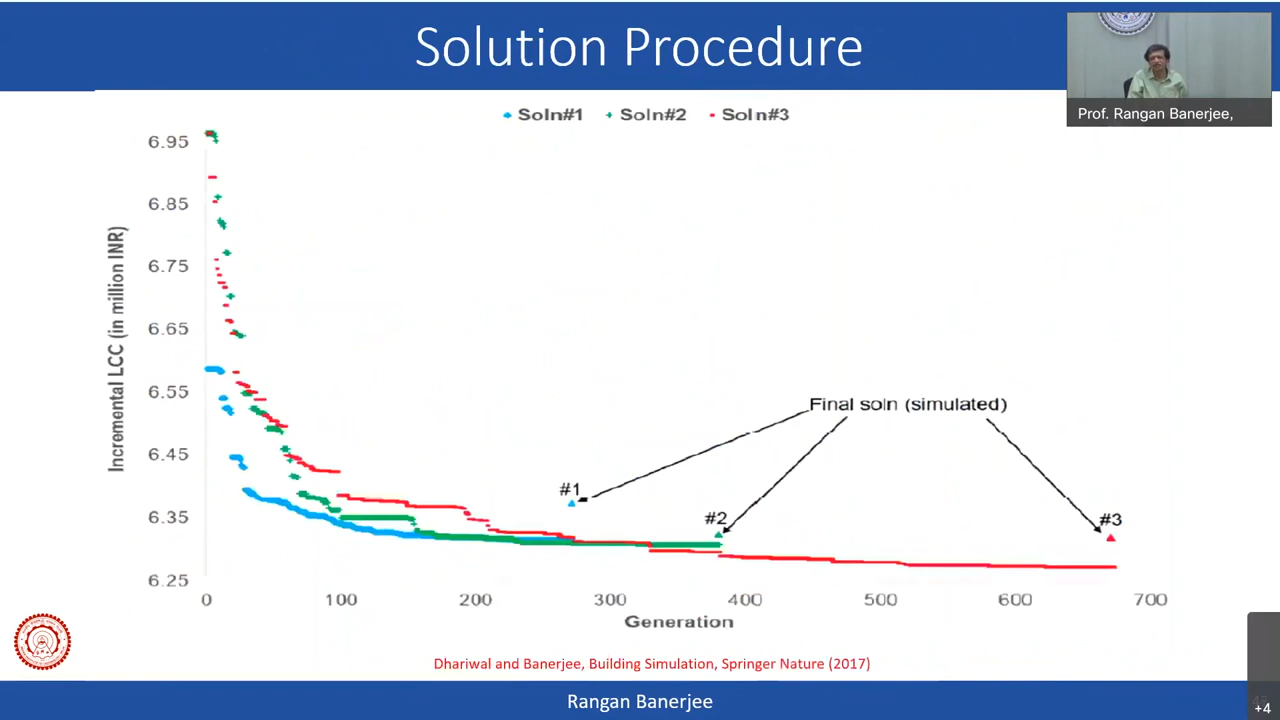 Solution Procedure
Prof. Rangan Banerjee,
Soln#1 Soln#2 Soln#3
6.95
6.85
6.75
6.65
6.55
6.45
6.35
6.25
Incremental LCC (in million INR)
Final soln (simulated)
#1
#2
#3
0 100 200 300 400 500 600 700
Generation
Dhariwal and Banerjee, Building Simulation, Springer Nature (2017)
Rangan Banerjee
+4